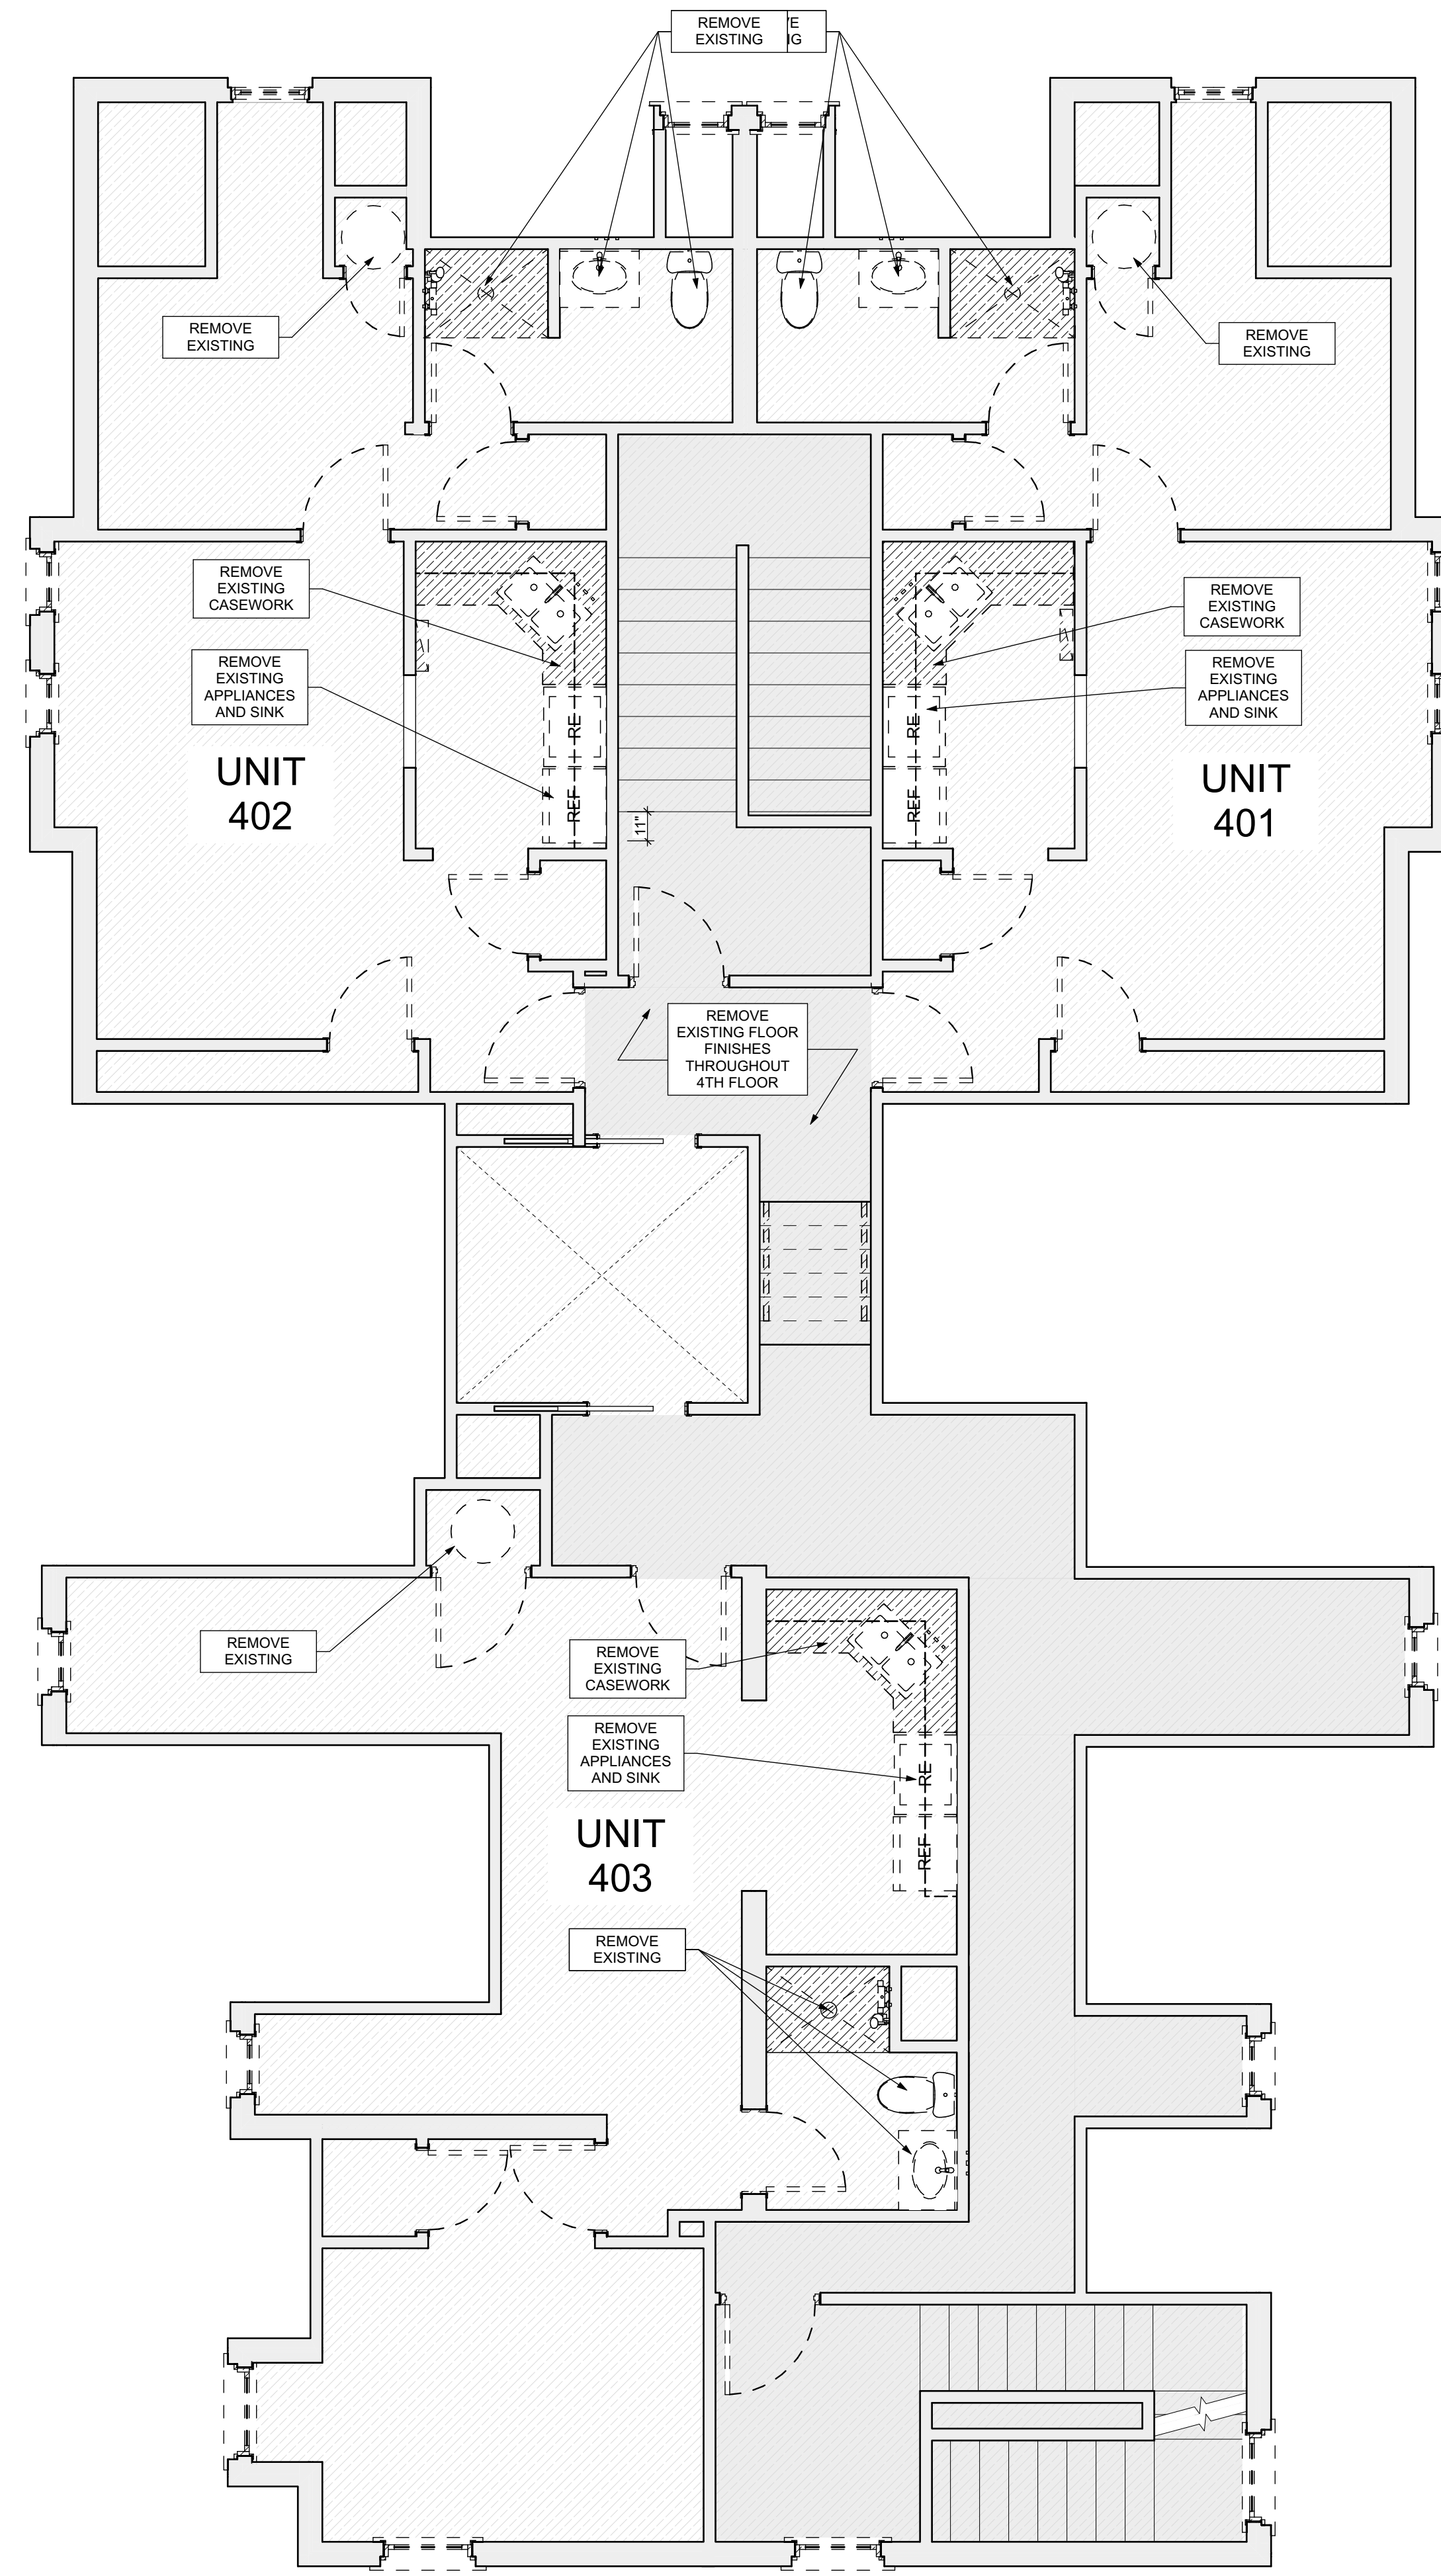 REMOVE
EXISTING
REMOVE
EXISTING
REMOVE
EXISTING
REMOVE
EXISTING
CASEWORK
REMOVE
EXISTING
CASEWORK
REMOVE
EXISTING
APPLIANCES
AND SINK
REMOVE
EXISTING
APPLIANCES
AND SINK
RE
RE
UNIT
402
UNIT
401
REF
REF
11"
REMOVE
EXISTING FLOOR
FINISHES
THROUGHOUT
4TH FLOOR
REMOVE
EXISTING
REMOVE
EXISTING
CASEWORK
REMOVE
EXISTING
APPLIANCES
AND SINK
RE
UNIT
403
REF
REMOVE
EXISTING